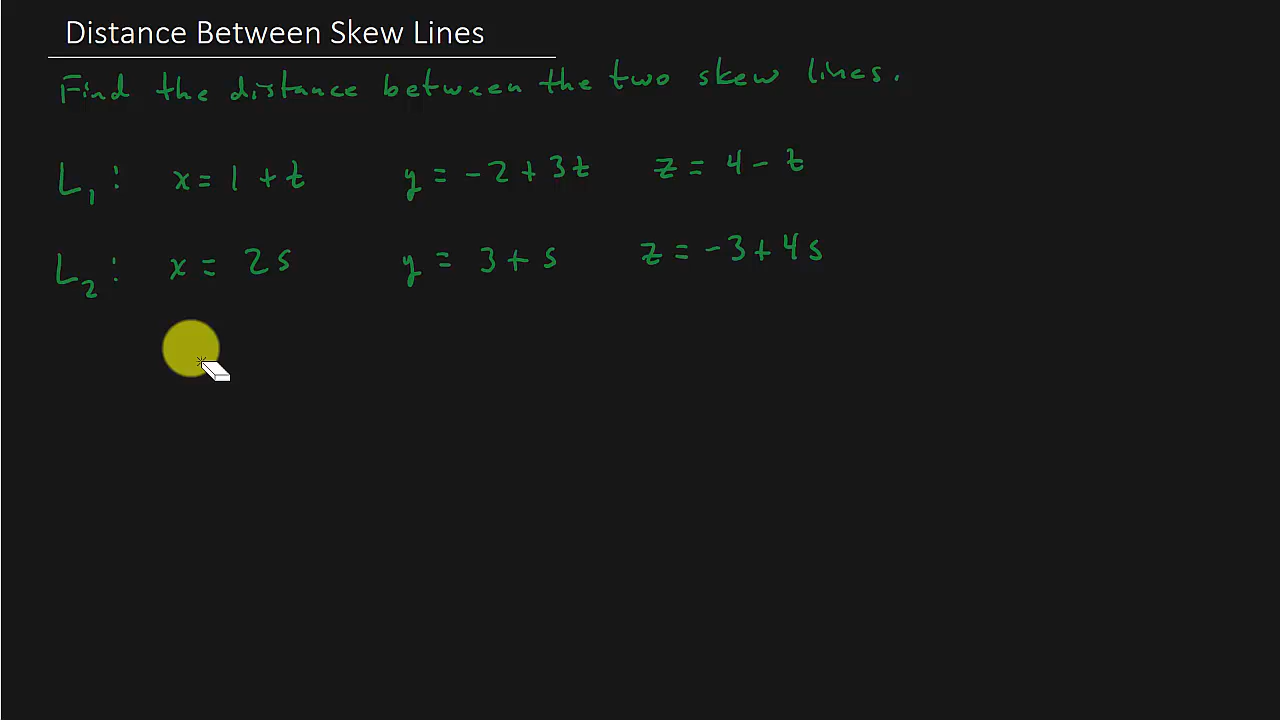 Distance Between Skew Lines
Find the distance between the two skew lines.
L₁: x = 1 + t y = -2 + 3t z = 4 - t
L₂: x = 2s y = 3 + s z = -3 + 4s